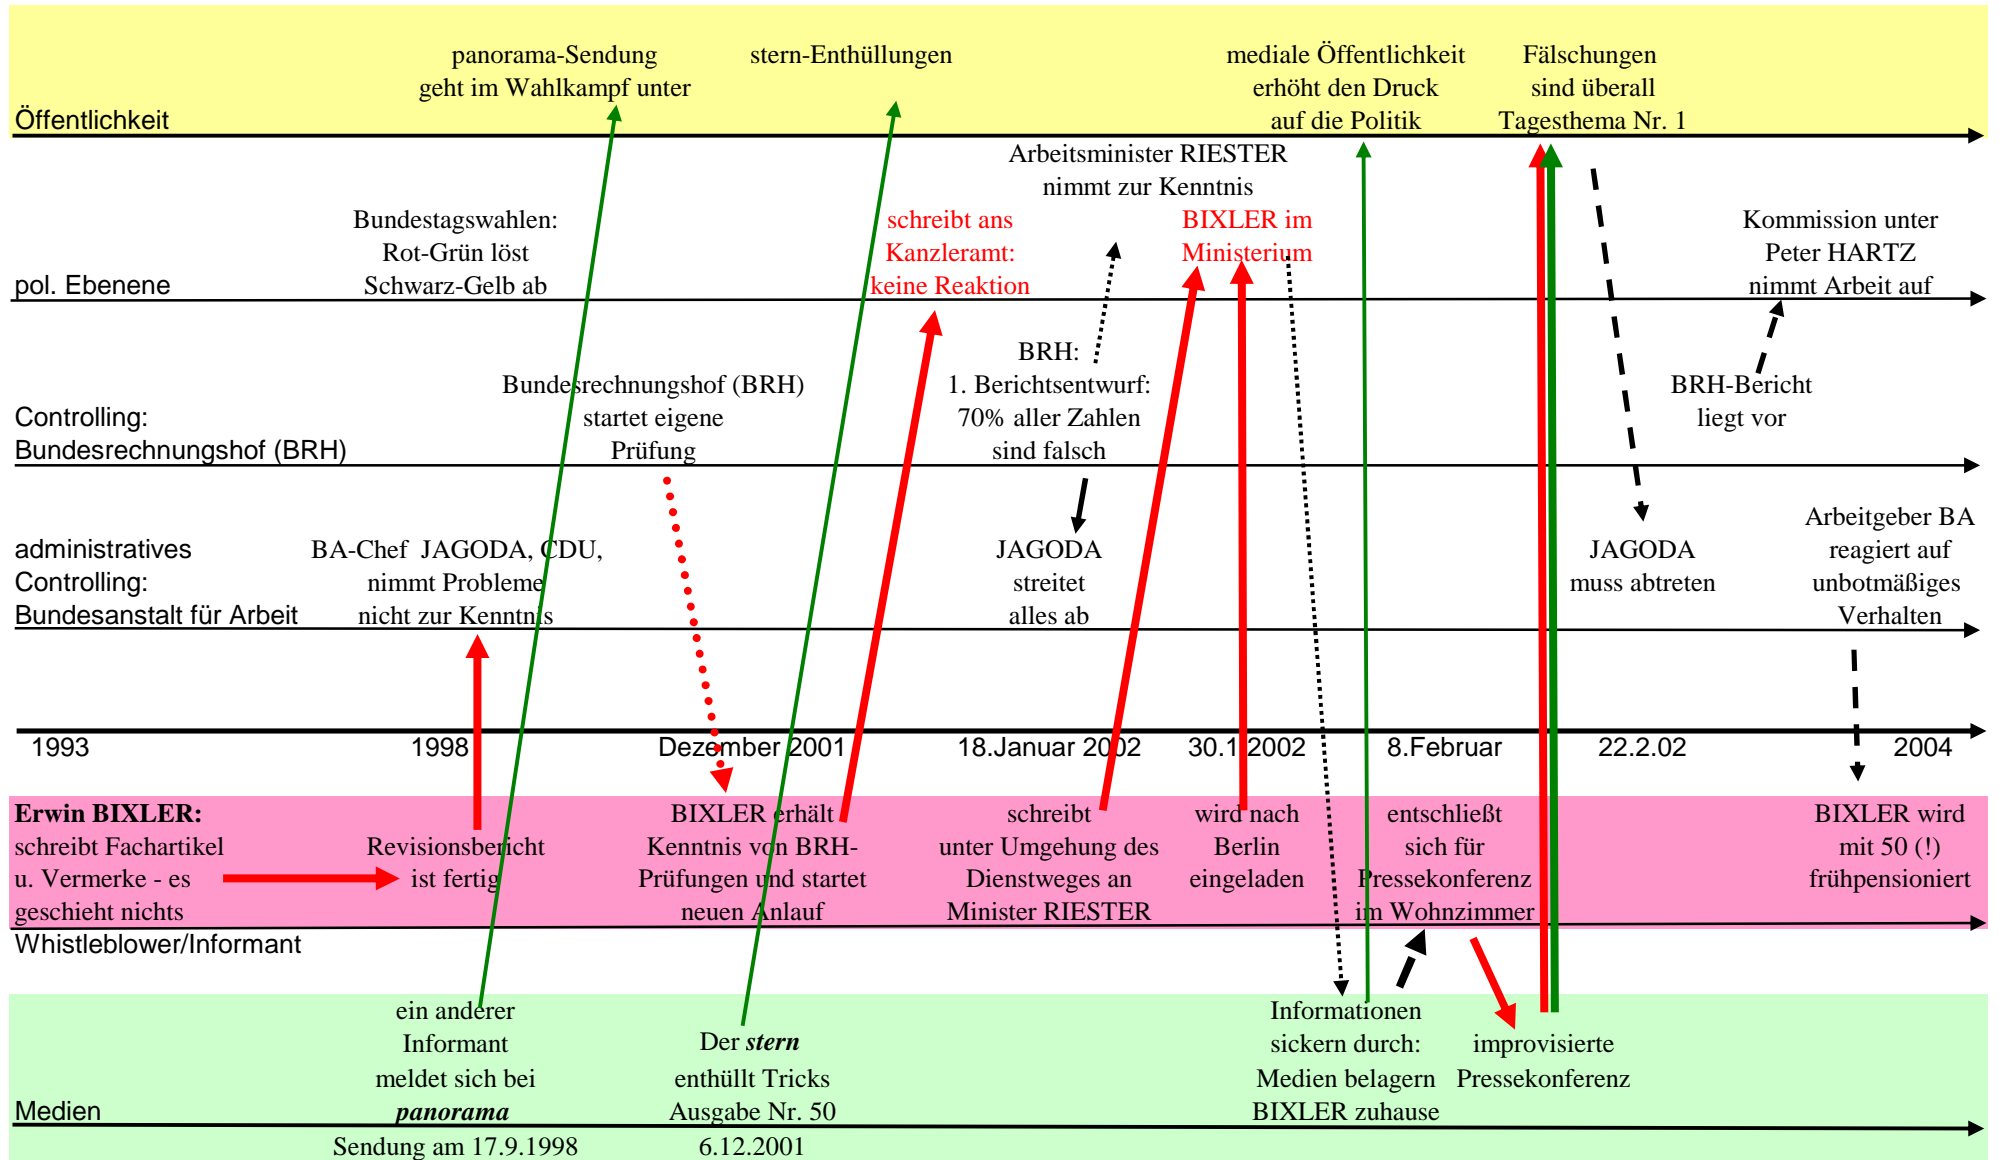 panorama-Sendung
geht im Wahlkampf unter
stern-Enthüllungen
mediale Öffentlichkeit
erhöht den Druck
auf die Politik
Fälschungen
sind überall
Tagesthema Nr. 1
Öffentlichkeit
Arbeitsminister RIESTER
nimmt zur Kenntnis
Bundestagswahlen:
Rot-Grün löst
Schwarz-Gelb ab
schreibt ans
Kanzleramt:
keine Reaktion
BIXLER im
Ministerium
Kommission unter
Peter HARTZ
nimmt Arbeit auf
pol. Ebenene
Bundesrechnungshof (BRH)
startet eigene
Prüfung
BRH:
1. Berichtsentwurf:
70% aller Zahlen
sind falsch
BRH-Bericht
liegt vor
Controlling:
Bundesrechnungshof (BRH)
administratives
Controlling:
Bundesanstalt für Arbeit
BA-Chef JAGODA, CDU,
nimmt Probleme
nicht zur Kenntnis
JAGODA
streitet
alles ab
JAGODA
muss abtreten
Arbeitgeber BA
reagiert auf
unbotmäßiges
Verhalten
1993
1998
Dezember 2001
18.Januar 2002
30.1.2002
8.Februar
22.2.02
2004
Erwin BIXLER:
schreibt Fachartikel
u. Vermerke - es
geschieht nichts
Revisionsbericht
ist fertig
BIXLER erhält
Kenntnis von BRH-
Prüfungen und startet
neuen Anlauf
schreibt
unter Umgehung des
Dienstweges an
Minister RIESTER
wird nach
Berlin
eingeladen
entschließt
sich für
Pressekonferenz
im Wohnzimmer
BIXLER wird
mit 50 (!)
frühpensioniert
Whistleblower/Informant
ein anderer
Informant
meldet sich bei
panorama
Sendung am 17.9.1998
Der stern
enthüllt Tricks
Ausgabe Nr. 50
6.12.2001
Informationen
sickern durch:
Medien belagern
BIXLER zuhause
improvisierte
Pressekonferenz
Medien